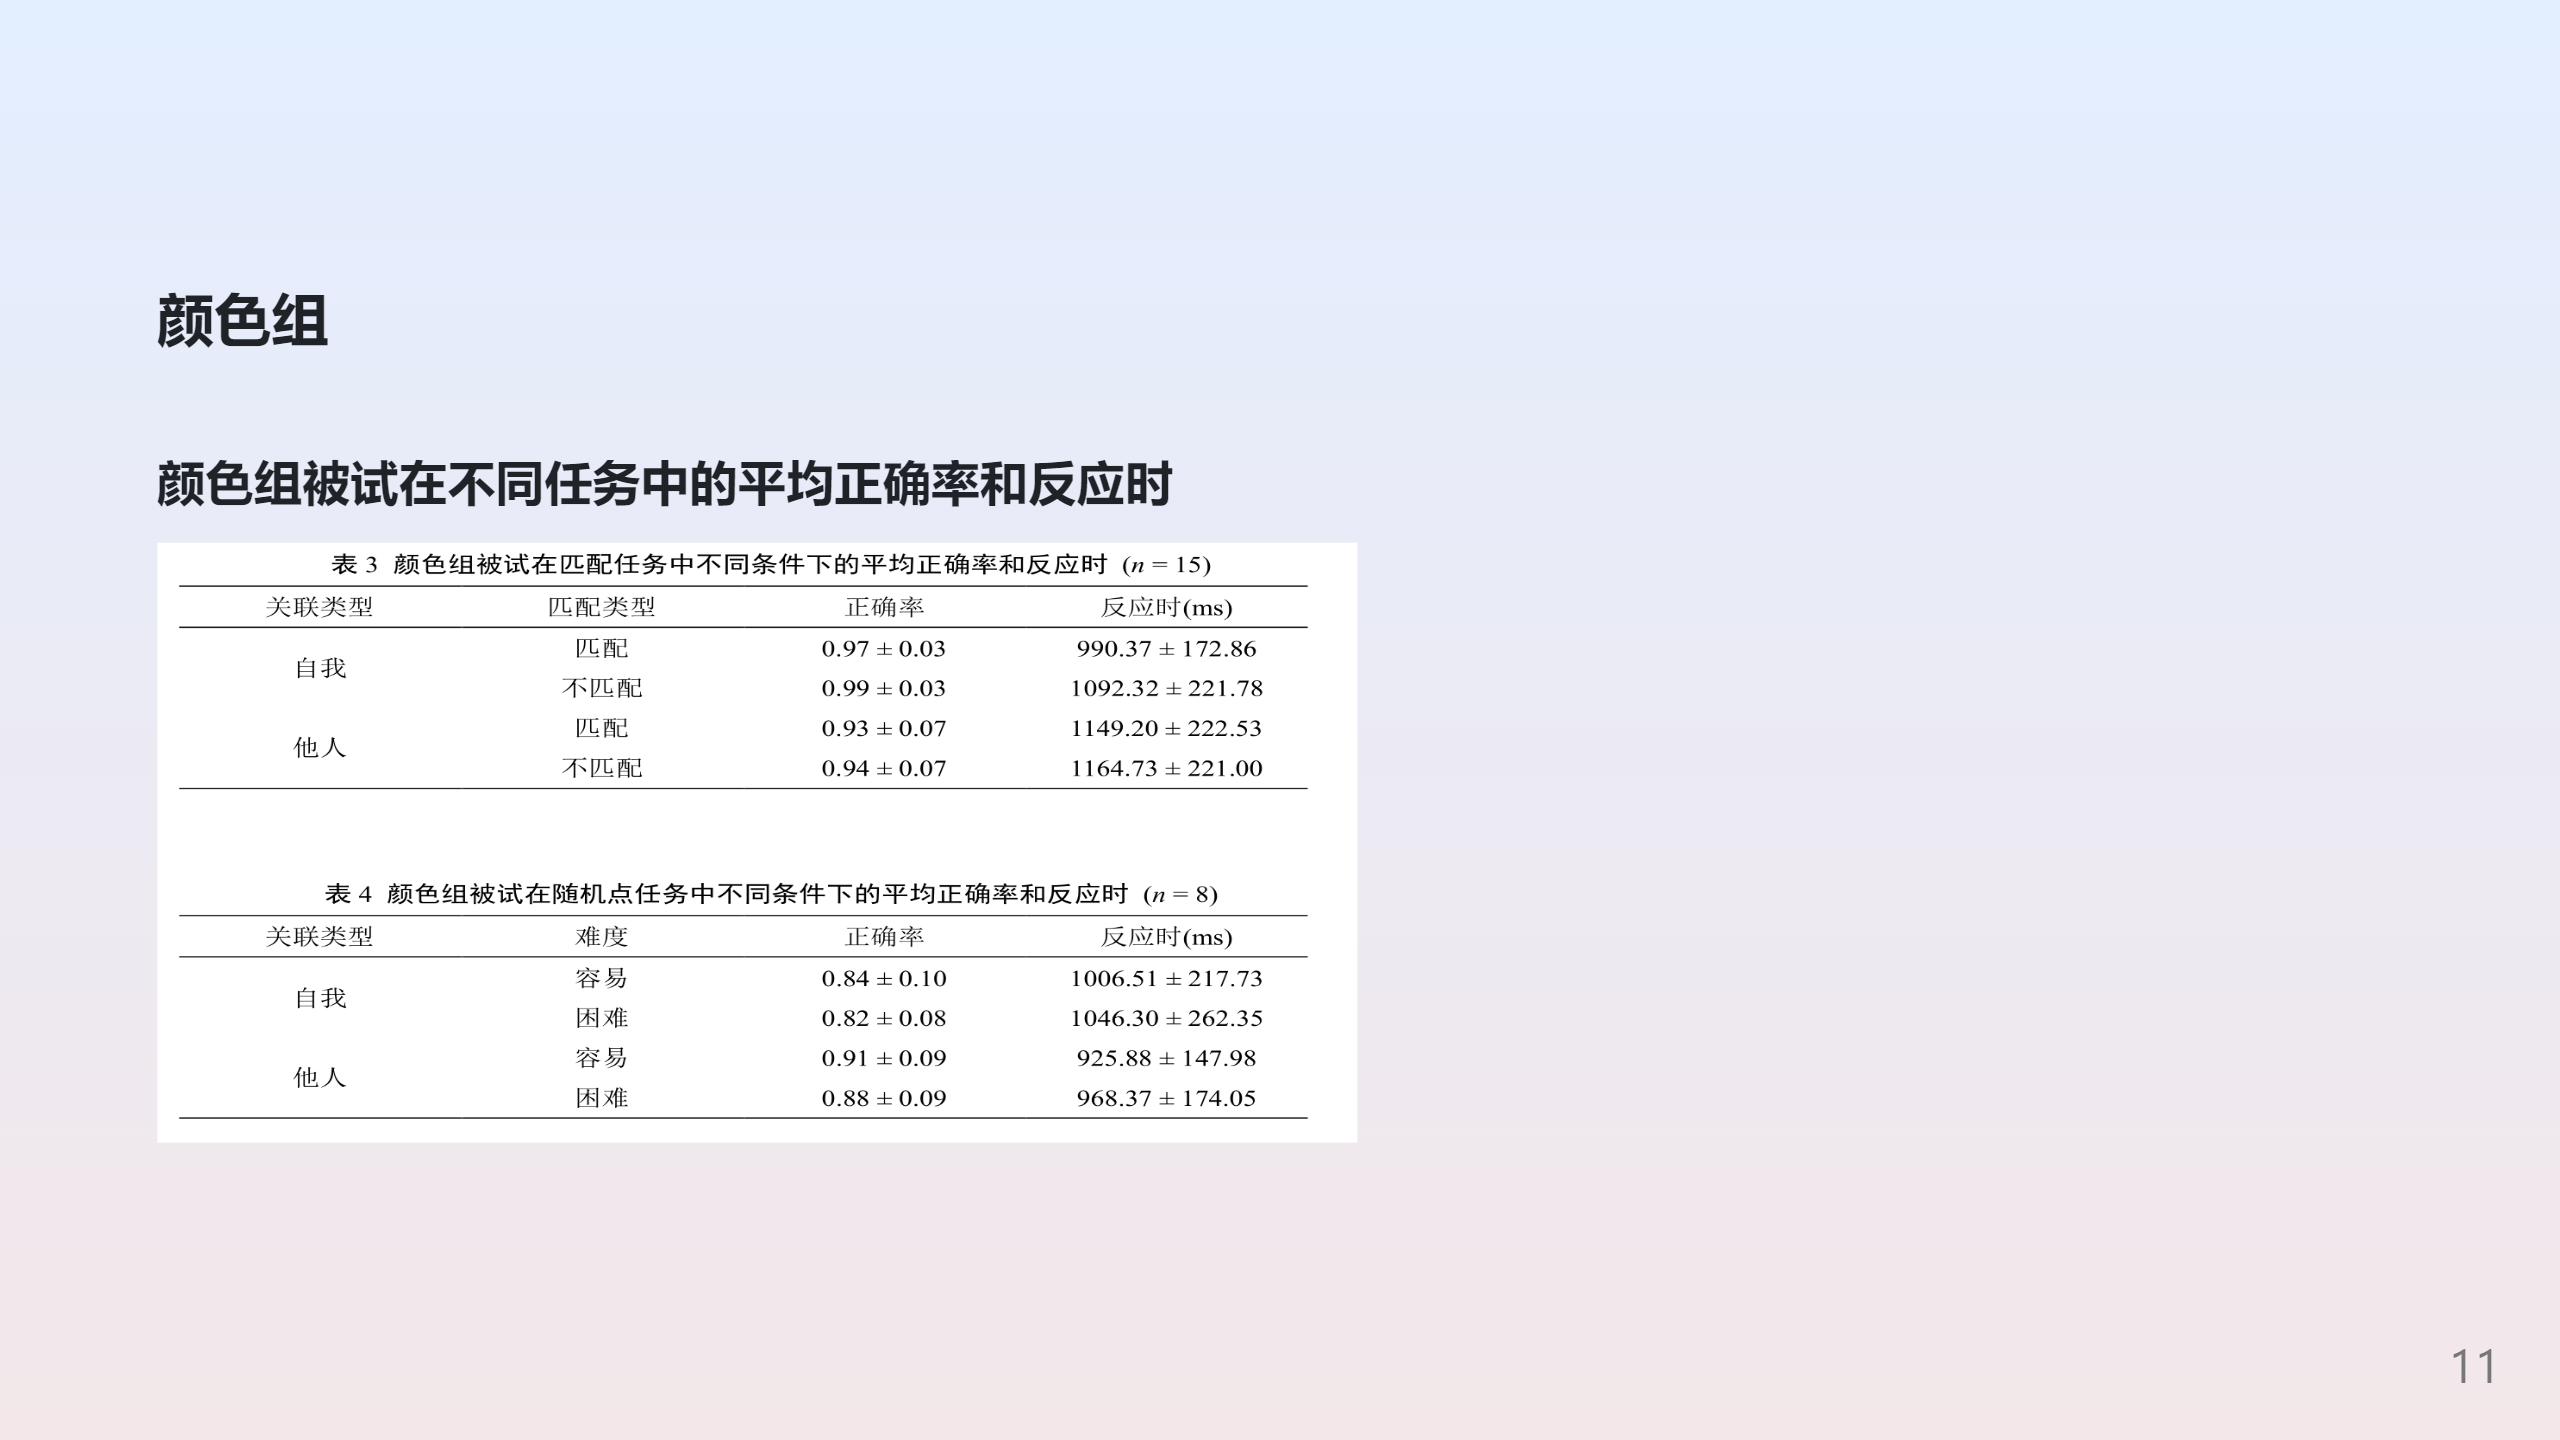 颜色组
颜色组被试在不同任务中的平均正确率和反应时
表 3 颜色组被试在匹配任务中不同条件下的平均正确率和反应时 (n = 15)
关联类型 匹配类型 正确率 反应时(ms)
自我 匹配 0.97 ± 0.03 990.37 ± 172.86
不匹配 0.99 ± 0.03 1092.32 ± 221.78
他人 匹配 0.93 ± 0.07 1149.20 ± 222.53
不匹配 0.94 ± 0.07 1164.73 ± 221.00
表 4 颜色组被试在随机点任务中不同条件下的平均正确率和反应时 (n = 8)
关联类型 难度 正确率 反应时(ms)
自我 容易 0.84 ± 0.10 1006.51 ± 217.73
困难 0.82 ± 0.08 1046.30 ± 262.35
他人 容易 0.91 ± 0.09 925.88 ± 147.98
困难 0.88 ± 0.09 968.37 ± 174.05
11